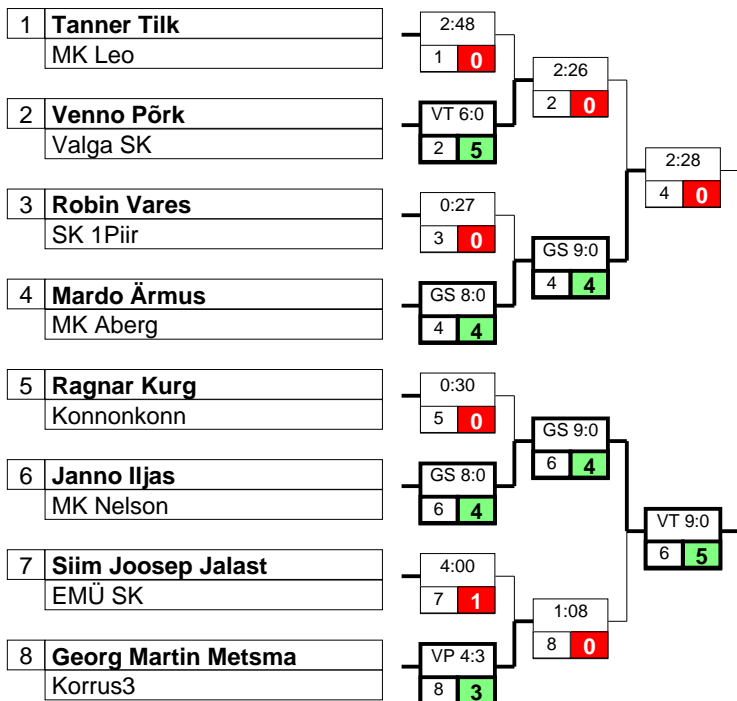 1 Tanner Tilk
MK Leo
2:48
1 0
2:26
2 0
2 Venno Põrk
Valga SK
VT 6:0
2 5
2:28
4 0
3 Robin Vares
SK 1Piir
0:27
3 0
GS 9:0
4 4
4 Mardo Ärmus
MK Aberg
GS 8:0
4 4
5 Ragnar Kurg
Konnonkonn
0:30
5 0
GS 9:0
6 4
6 Janno Iljas
MK Nelson
GS 8:0
6 4
VT 9:0
6 5
7 Siim Joosep Jalast
EMÜ SK
4:00
7 1
1:08
8 0
8 Georg Martin Metsma
Korrus3
VP 4:3
8 3